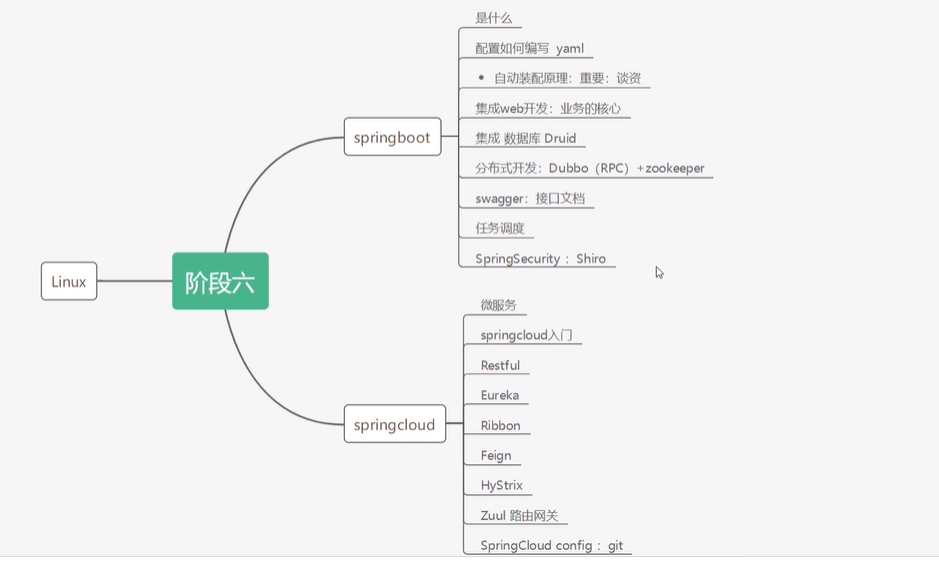 是什么
配置如何编写 yaml
• 自动装配原理：重要：谈资
集成web开发：业务的核心
springboot
集成 数据库 Druid
分布式开发：Dubbo（RPC）+zookeeper
swagger：接口文档
任务调度
SpringSecurity ：Shiro
Linux
阶段六
微服务
springcloud入门
Restful
Eureka
springcloud
Ribbon
Feign
HyStrix
Zuul 路由网关
SpringCloud config ：git